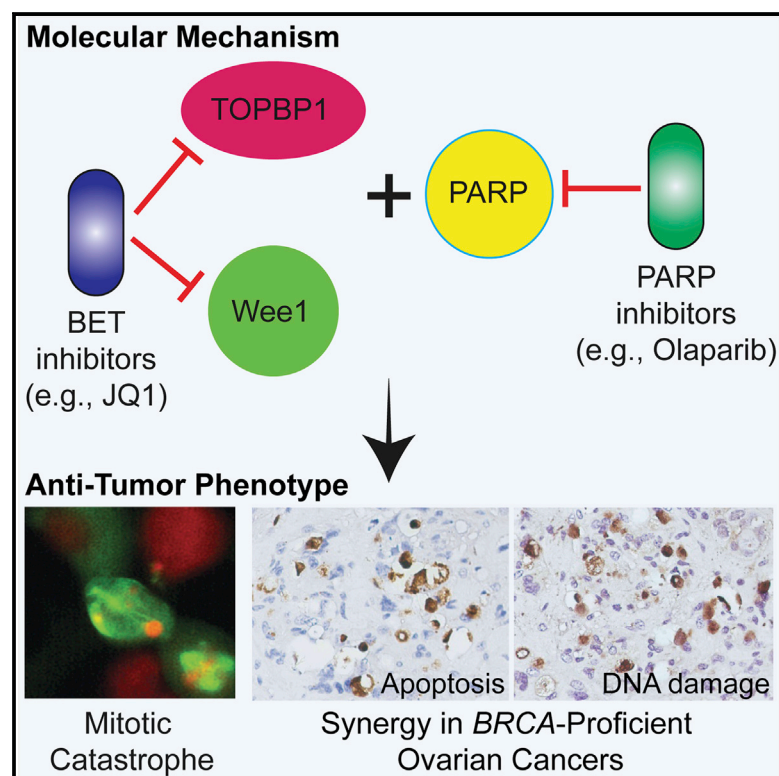 Molecular Mechanism
TOPBP1
+
PARP
Wee1
BET
inhibitors
(e.g., JQ1)
PARP
inhibitors
(e.g., Olaparib)
Anti-Tumor Phenotype
Apoptosis
DNA damage
Mitotic
Catastrophe
Synergy in BRCA-Proficient
Ovarian Cancers